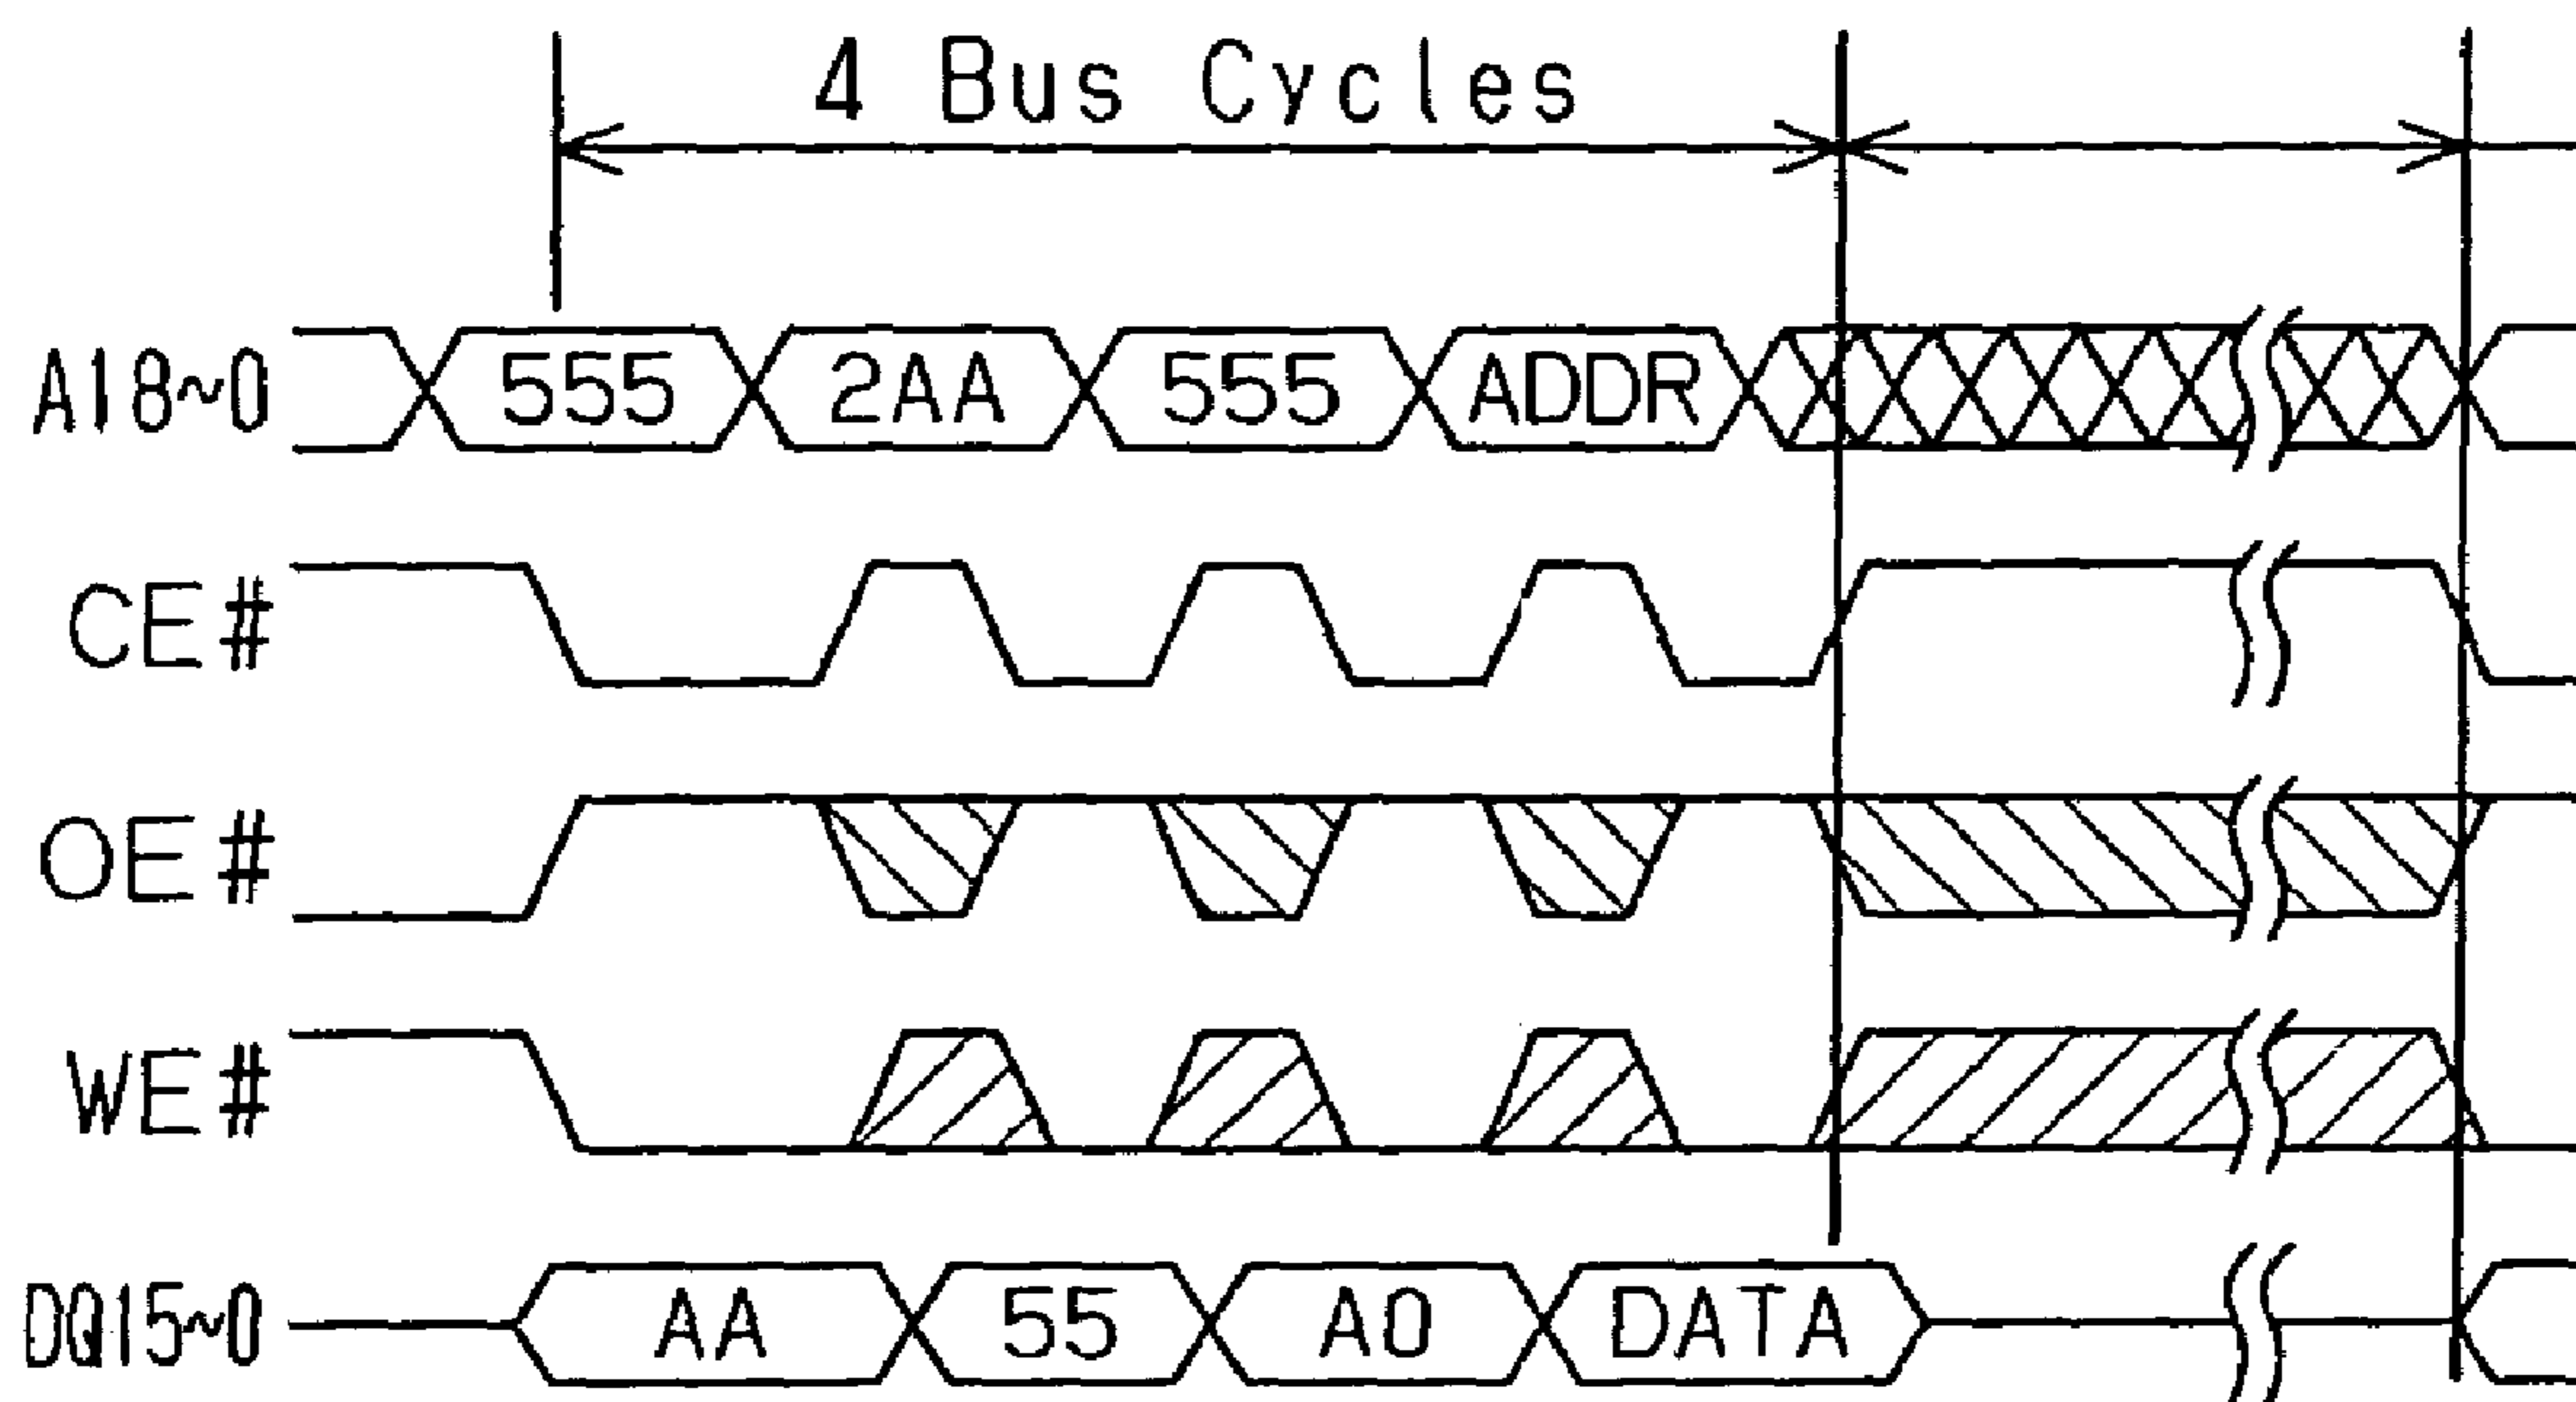 4 Bus Cycles
A18~0 555 2AA 555 ADDR
CE#
OE#
WE#
DQ15~0 AA 55 A0 DATA